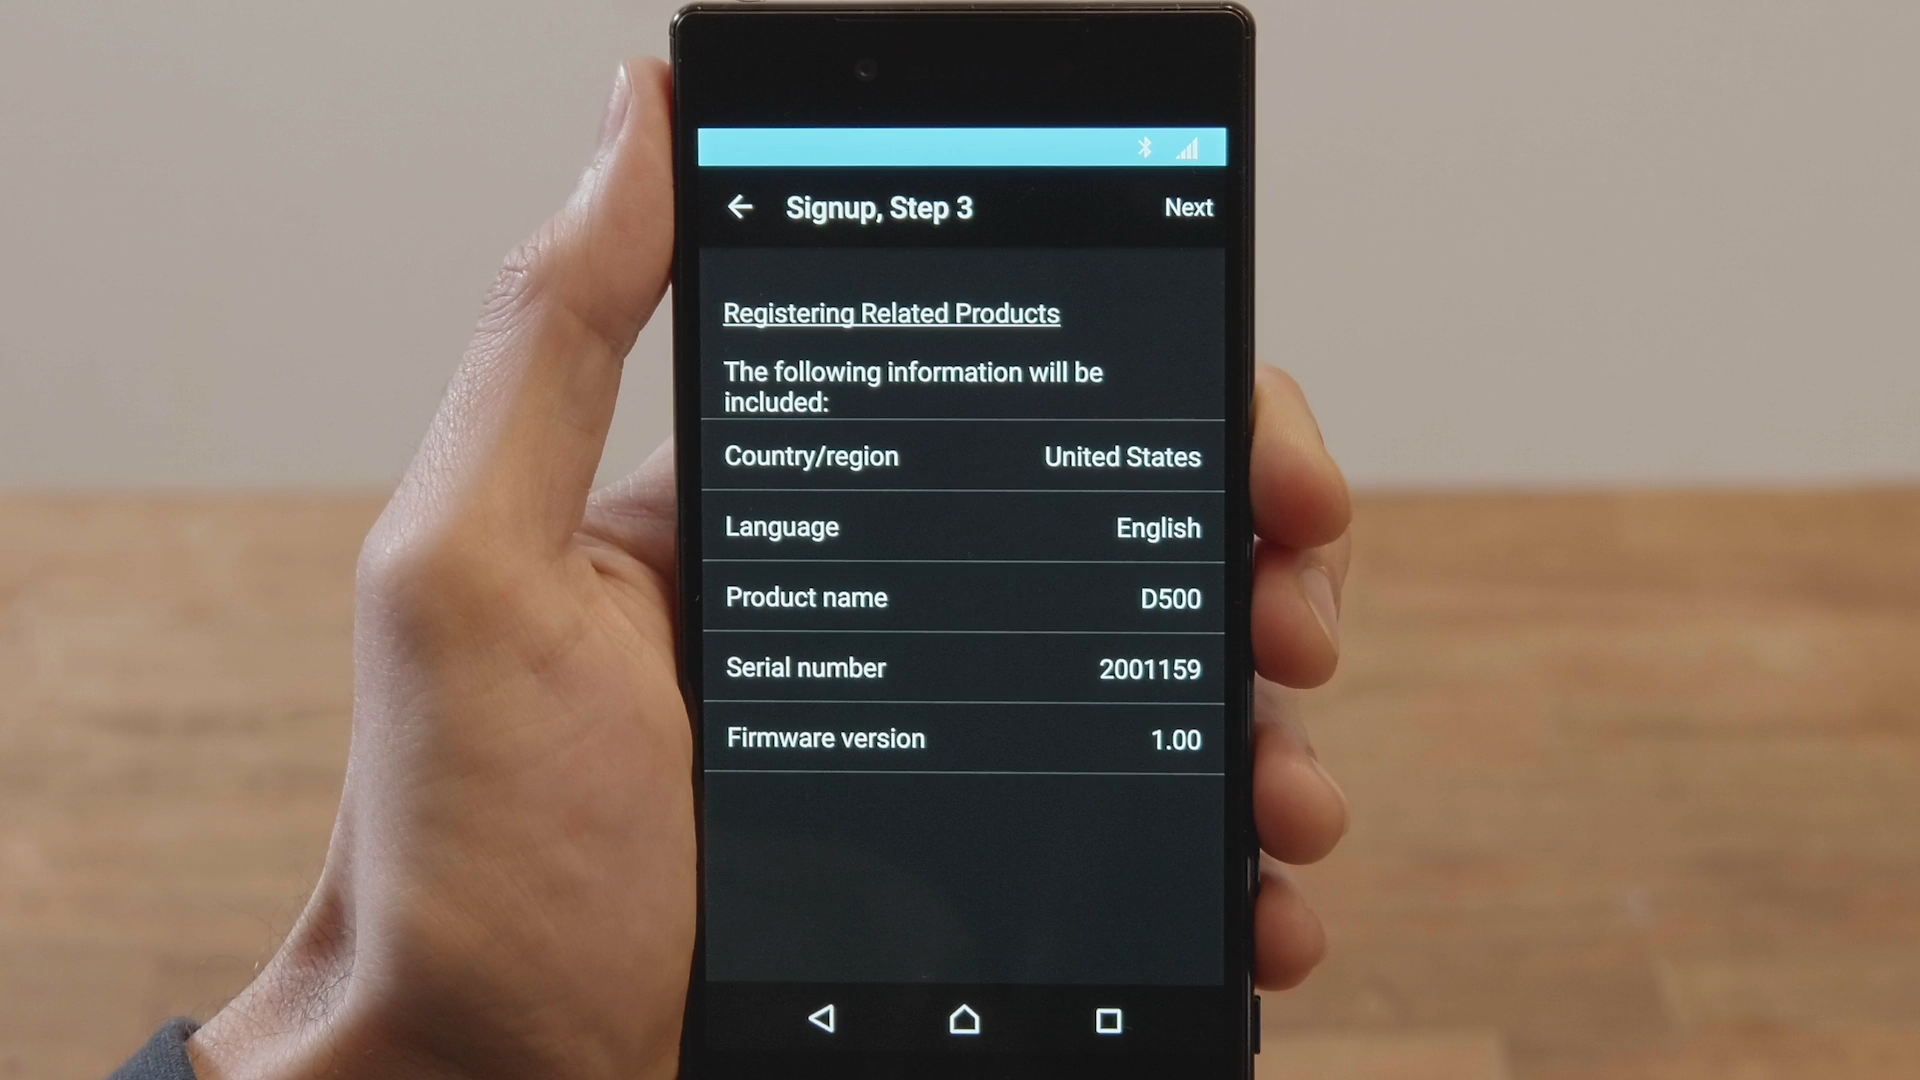 Signup, Step 3
Next
Registering Related Products
The following information will be
included:
Country/region United States
Language English
Product name D500
Serial number 2001159
Firmware version 1.00